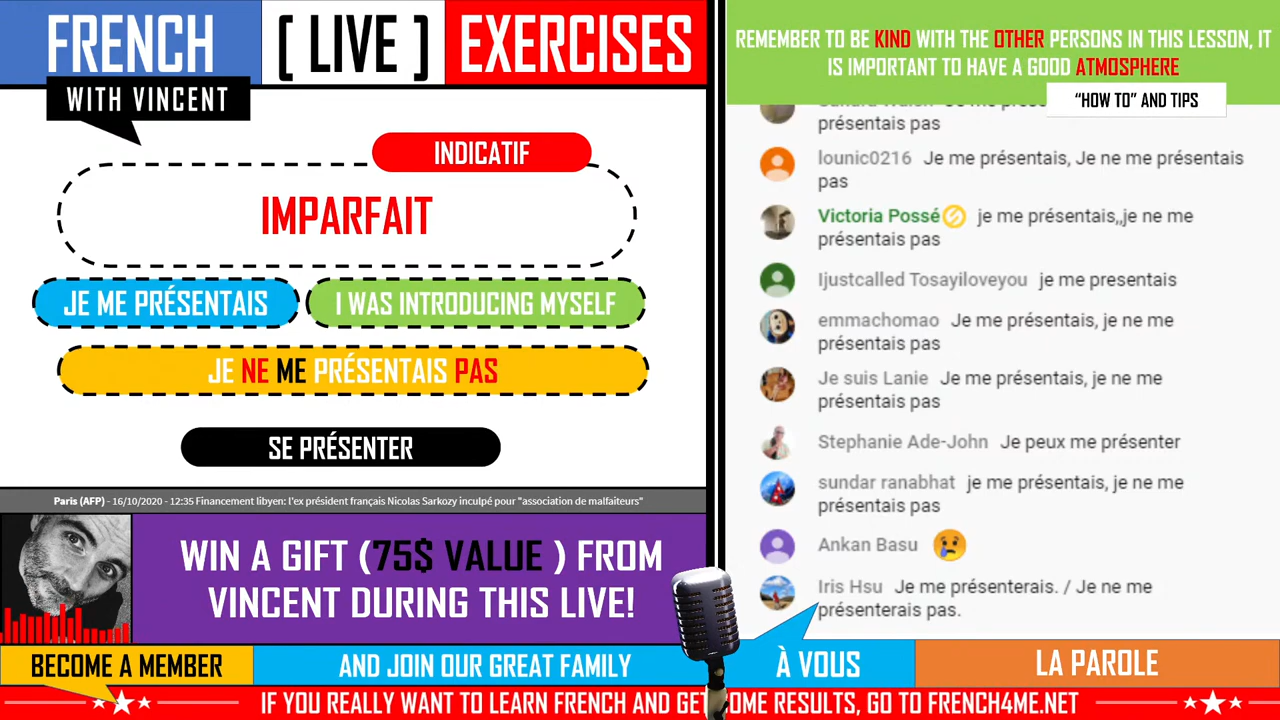 FRENCH
[ LIVE ]
EXERCISES
WITH VINCENT
INDICATIF
IMPARFAIT
JE ME PRÉSENTAIS
I WAS INTRODUCING MYSELF
JE NE ME PRÉSENTAIS PAS
SE PRÉSENTER
Paris (AFP) - 16/10/2020 - 12:35 Financement libyen: l'ex président français Nicolas Sarkozy inculpé pour "association de malfaiteurs"
WIN A GIFT (75$ VALUE ) FROM
VINCENT DURING THIS LIVE!
BECOME A MEMBER
AND JOIN OUR GREAT FAMILY
REMEMBER TO BE KIND WITH THE OTHER PERSONS IN THIS LESSON, IT
IS IMPORTANT TO HAVE A GOOD ATMOSPHERE
"HOW TO" AND TIPS
présentais pas
lounic0216 Je me présentais, Je ne me présentais
pas
Victoria Possé je me présentais,,je ne me
présentais pas
Ijustcalled Tosayiloveyou je me presentais
emmachomao Je me présentais, je ne me
présentais pas
Je suis Lanie Je me présentais, je ne me
présentais pas
Stephanie Ade-John Je peux me présenter
sundar ranabhat je me présentais, je ne me
présentais pas
Ankan Basu
Iris Hsu Je me présenterais. / Je ne me
présenterais pas.
À VOUS
LA PAROLE
IF YOU REALLY WANT TO LEARN FRENCH AND GET SOME RESULTS, GO TO FRENCH4ME.NET